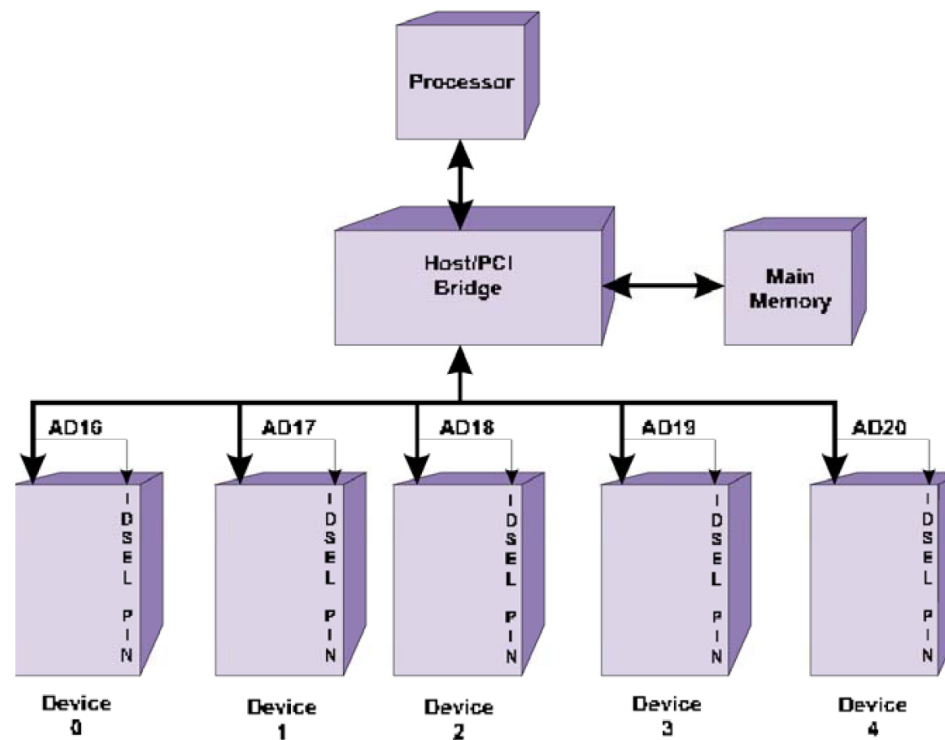 Processor
Host/PCI
Bridge
Main
Memory
AD16
AD17
AD18
AD19
AD20
IDSEL PIN
IDSEL PIN
IDSEL PIN
IDSEL PIN
IDSEL PIN
Device
0
Device
1
Device
2
Device
3
Device
4